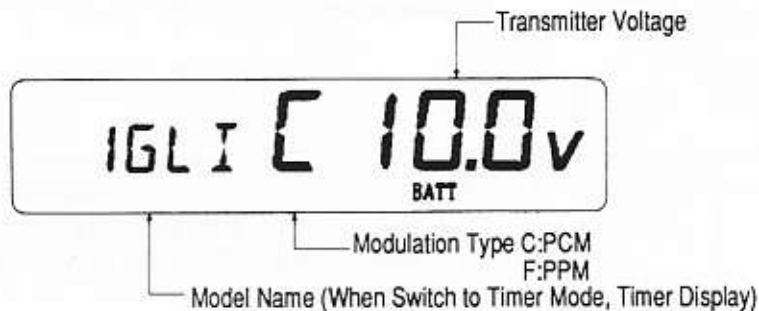 Transmitter Voltage
IGLI C 10.0v
BATT
Modulation Type C:PCM
F:PPM
Model Name (When Switch to Timer Mode, Timer Display)